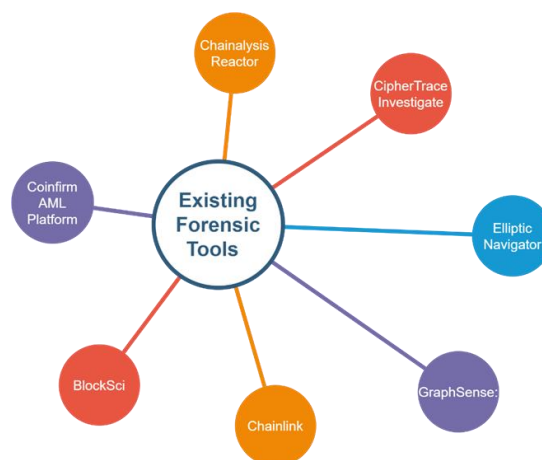 Chainalysis
Reactor
CipherTrace
Investigate
Existing
Forensic
Tools
Coinfirm
AML
Platform
Elliptic
Navigator
BlockSci
GraphSense:
Chainlink